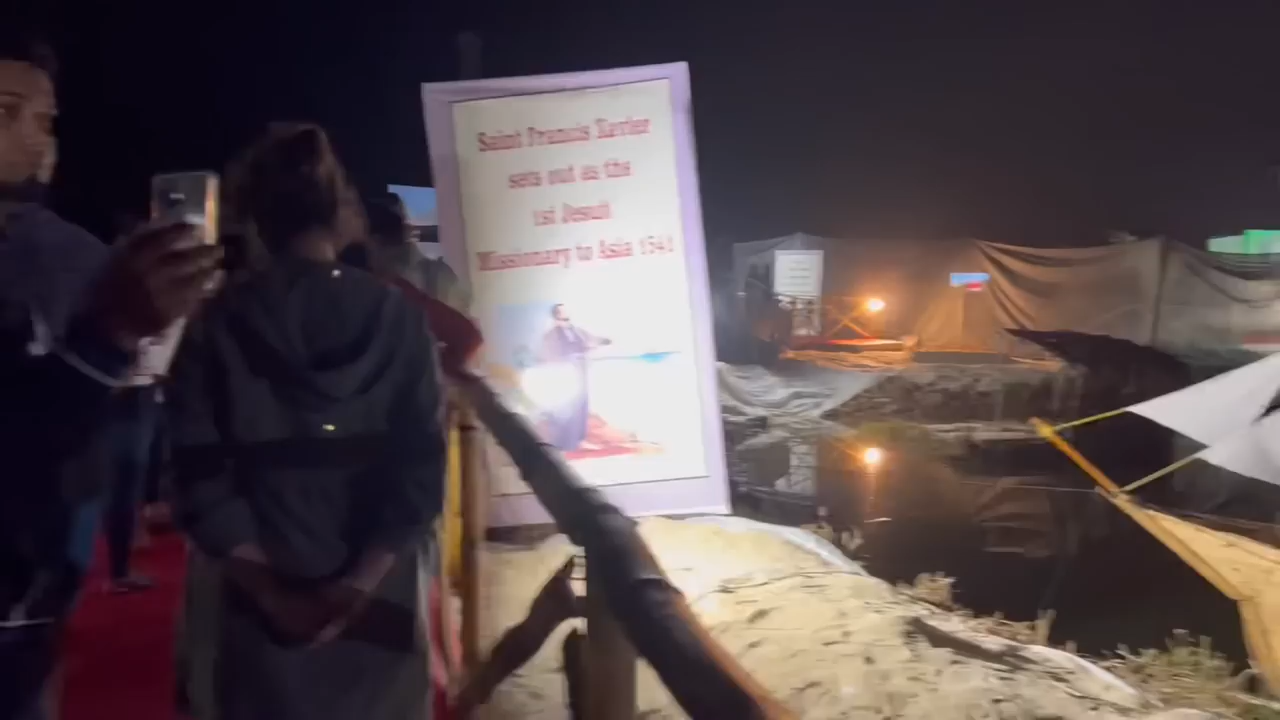 Saint Francis Xavier
sets out as the
1st Jesuit
Missionary to Asia 1541